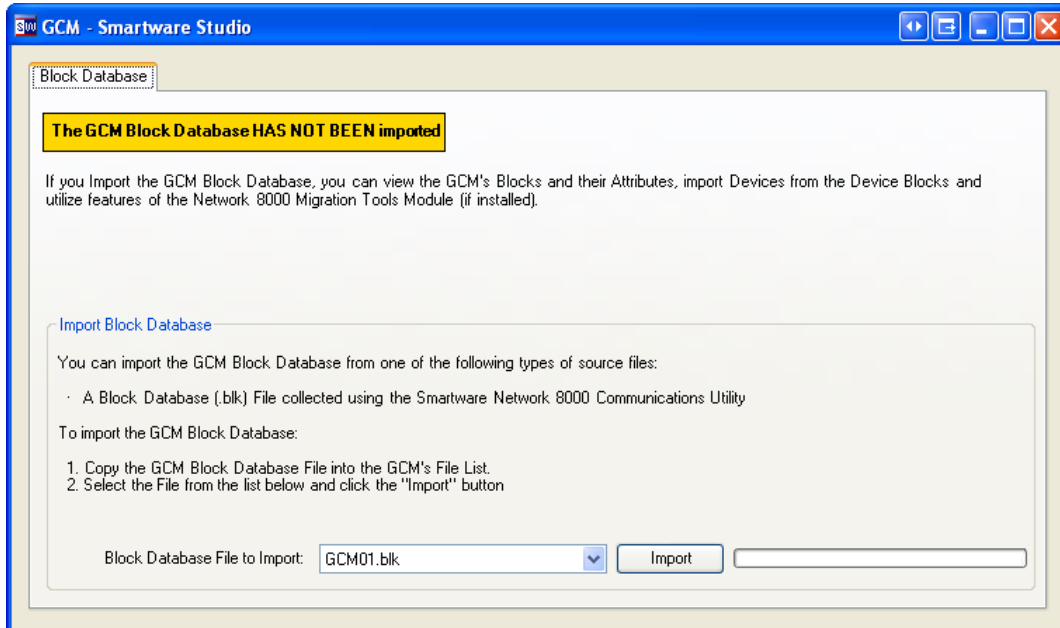 SW GCM - Smartware Studio
Block Database
The GCM Block Database HAS NOT BEEN imported
If you Import the GCM Block Database, you can view the GCM's Blocks and their Attributes, import Devices from the Device Blocks and
utilize features of the Network 8000 Migration Tools Module (if installed).
Import Block Database
You can import the GCM Block Database from one of the following types of source files:
· A Block Database (.blk) File collected using the Smartware Network 8000 Communications Utility
To import the GCM Block Database:
1. Copy the GCM Block Database File into the GCM's File List.
2. Select the File from the list below and click the "Import" button
Block Database File to Import: GCM01.blk Import